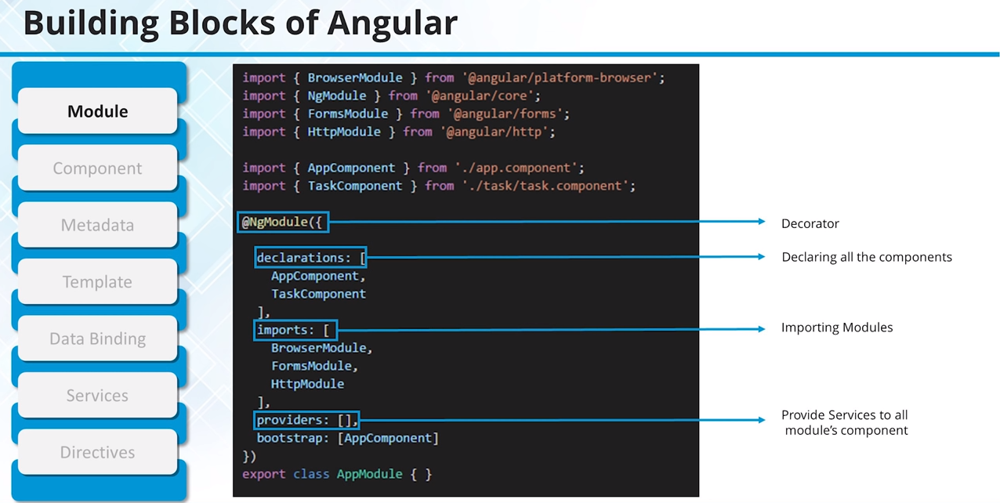 Building Blocks of Angular
Module
Component
Metadata
Template
Data Binding
Services
Directives
import { BrowserModule } from '@angular/platform-browser';
import { NgModule } from '@angular/core';
import { FormsModule } from '@angular/forms';
import { HttpModule } from '@angular/http';
import { AppComponent } from './app.component';
import { TaskComponent } from './task/task.component';
@NgModule({
declarations: [
AppComponent,
TaskComponent
],
imports: [
BrowserModule,
FormsModule,
HttpModule
],
providers: [],
bootstrap: [AppComponent]
})
export class AppModule { }
Decorator
Declaring all the components
Importing Modules
Provide Services to all
module's component